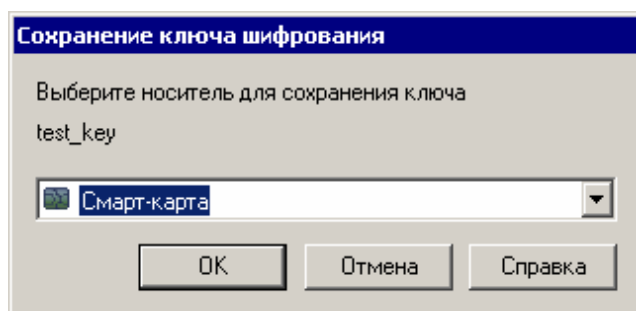 Сохранение ключа шифрования
Выберите носитель для сохранения ключа
test_key
Смарт-карта
OK Отмена Справка